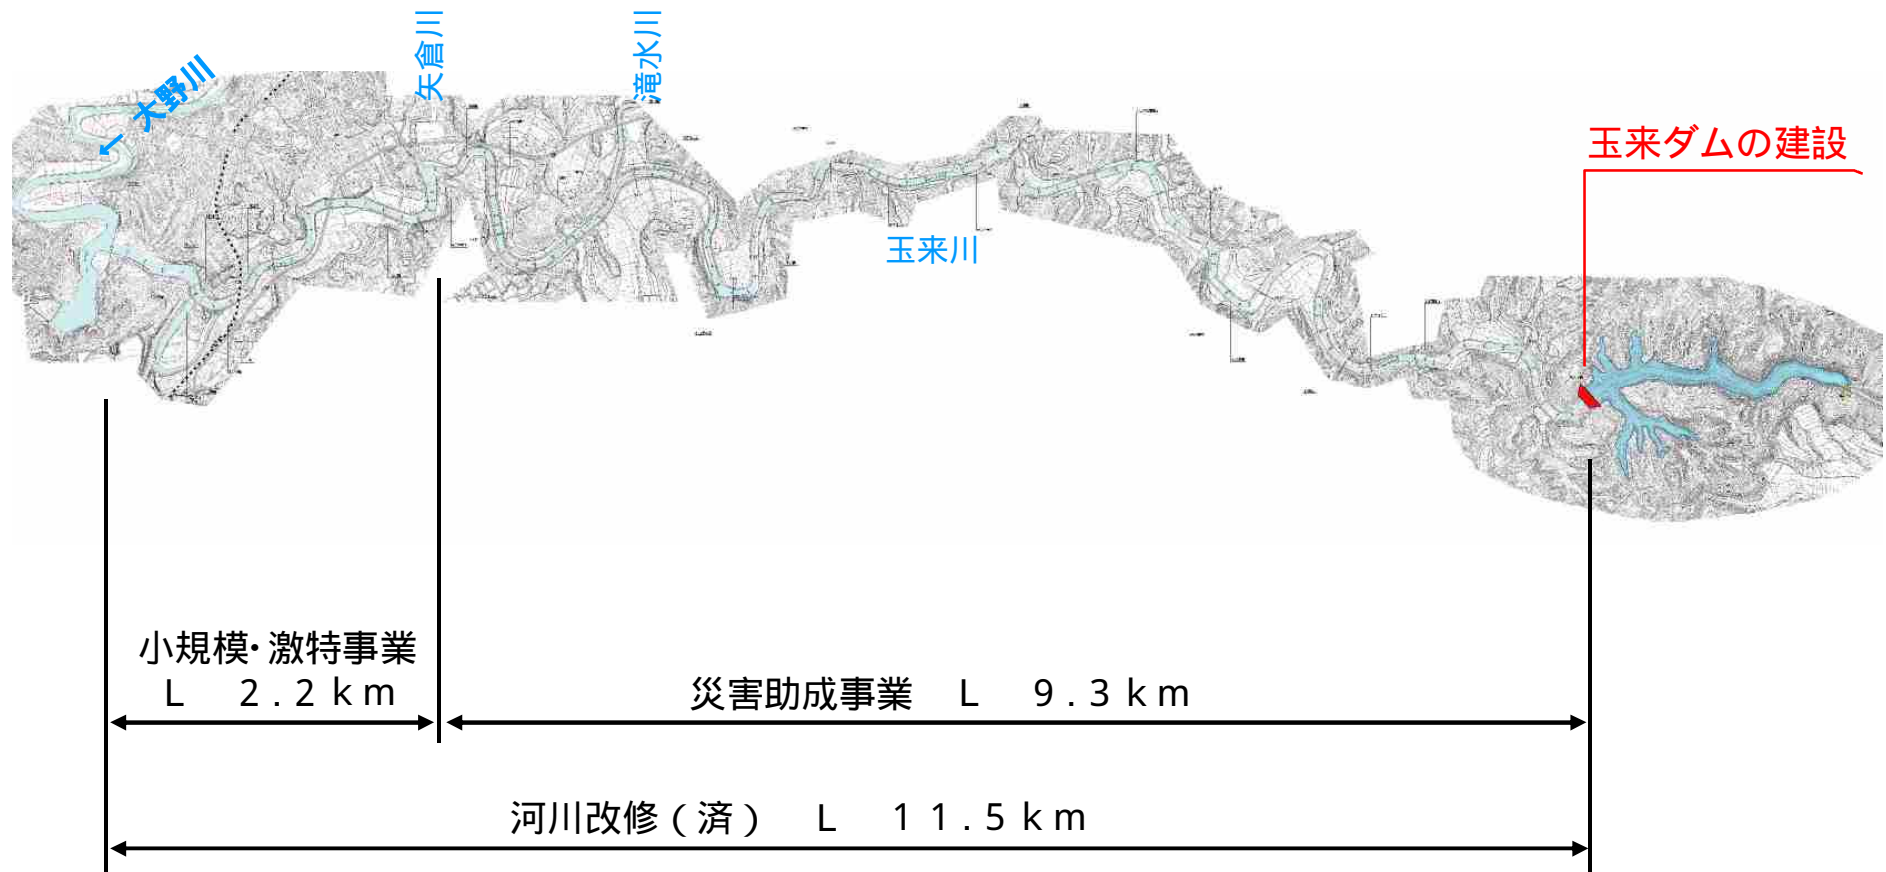 矢倉川
滝水川
大野川
玉来ダムの建設
玉来川
小規模・激特事業
L 2.2km
災害助成事業 L 9.3km
河川改修(済) L 11.5km